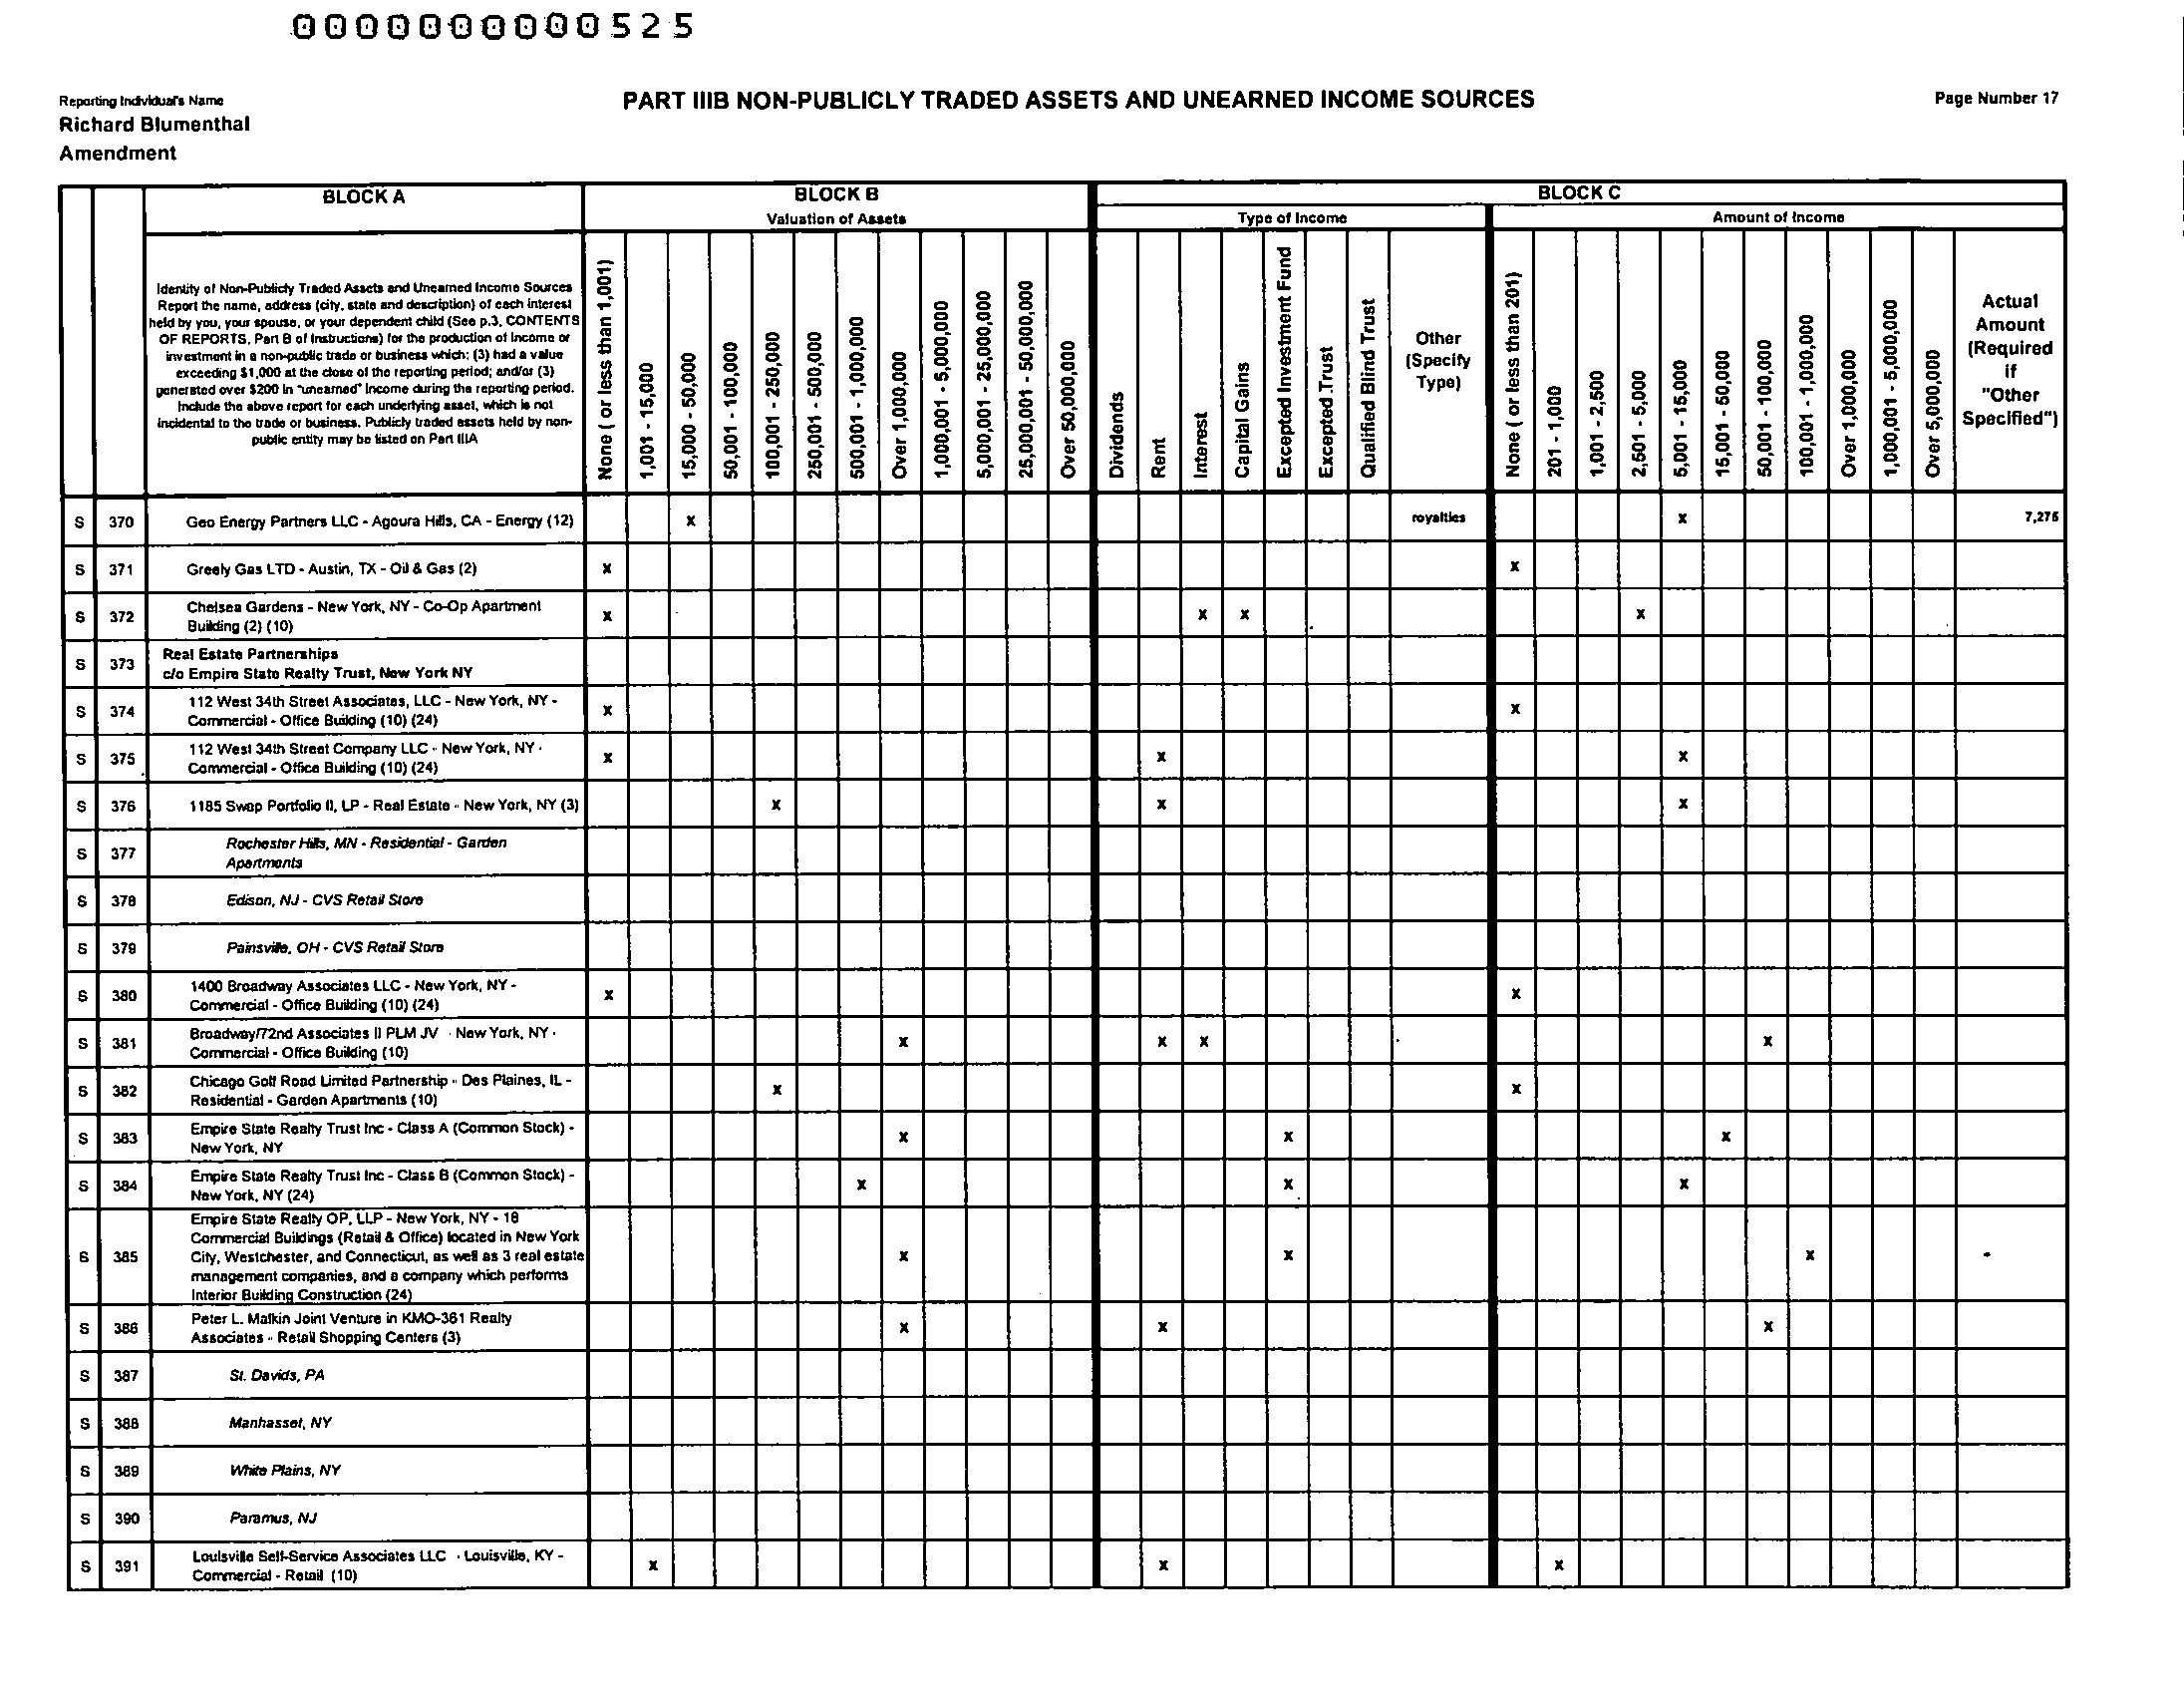 000000000525
Reporting Individual's Name
Richard Blumenthal
Amendment
PART IIIB NON-PUBLICLY TRADED ASSETS AND UNEARNED INCOME SOURCES
Page Number 17
BLOCK A
BLOCK B
BLOCK C
Valuation of Assets
Type of Income
Amount of Income
Identity of Non-Publicly Traded Assets and Unearned Income Sources
Report the name, address (city, state and description) of each interest
held by you, your spouse, or your dependent child (See p.3, CONTENTS
OF REPORTS, Part B of Instructions) for the production of income or
investment in a non-public trade or business which: (3) had a value
exceeding $1,000 at the close of the reporting period; and/or (3)
generated over $200 in "unearned" income during the reporting period.
Include the above report for each underlying asset, which is not
incidental to the trade or business. Publicly traded assets held by non-
public entity may be listed on Part IIIA
None ( or less than 1,001)
1,001 - 15,000
15,000 - 50,000
50,001 - 100,000
100,001 - 250,000
250,001 - 500,000
500,001 - 1,000,000
Over 1,000,000
1,000,001 - 5,000,000
5,000,001 - 25,000,000
25,000,001 - 50,000,000
Over 50,000,000
Dividends
Rent
Interest
Capital Gains
Excepted Investment Fund
Excepted Trust
Qualified Blind Trust
Other
(Specify
Type)
None ( or less than 201)
201 - 1,000
1,001 - 2,500
2,501 - 5,000
5,001 - 15,000
15,001 - 50,000
50,001 - 100,000
100,001 - 1,000,000
Over 1,000,000
1,000,001 - 5,000,000
Over 5,000,000
Actual
Amount
(Required
if
"Other
Specified")
S 370 Geo Energy Partners LLC - Agoura Hills, CA - Energy (12) x royalties x 7,275
S 371 Greely Gas LTD - Austin, TX - Oil & Gas (2) x x
S 372 Chelsea Gardens - New York, NY - Co-Op Apartment
Building (2) (10) x x x x
S 373 Real Estate Partnerships
c/o Empire State Realty Trust, New York NY
S 374 112 West 34th Street Associates, LLC - New York, NY -
Commercial - Office Building (10) (24) x x
S 375 112 West 34th Street Company LLC - New York, NY -
Commercial - Office Building (10) (24) x x x
S 376 1185 Swap Portfolio II, LP - Real Estate - New York, NY (3) x x x
S 377 Rochester Hills, MN - Residential - Garden
Apartments
S 378 Edison, NJ - CVS Retail Store
S 379 Painsville, OH - CVS Retail Store
S 380 1400 Broadway Associates LLC - New York, NY -
Commercial - Office Building (10) (24) x x
S 381 Broadway/72nd Associates II PLM JV - New York, NY -
Commercial - Office Building (10) x x x x
S 382 Chicago Golf Road Limited Partnership - Des Plaines, IL -
Residential - Garden Apartments (10) x x
S 383 Empire State Realty Trust Inc - Class A (Common Stock) -
New York, NY x x x
S 384 Empire State Realty Trust Inc - Class B (Common Stock) -
New York, NY (24) x x x
S 385 Empire State Realty OP, LLP - New York, NY - 18
Commercial Buildings (Retail & Office) located in New York
City, Westchester, and Connecticut, as well as 3 real estate
management companies, and a company which performs
Interior Building Construction (24) x x x
S 386 Peter L. Malkin Joint Venture in KMO-361 Realty
Associates - Retail Shopping Centers (3) x x x
S 387 St. Davids, PA
S 388 Manhasset, NY
S 389 White Plains, NY
S 390 Paramus, NJ
S 391 Louisville Self-Service Associates LLC - Louisville, KY -
Commercial - Retail (10) x x x